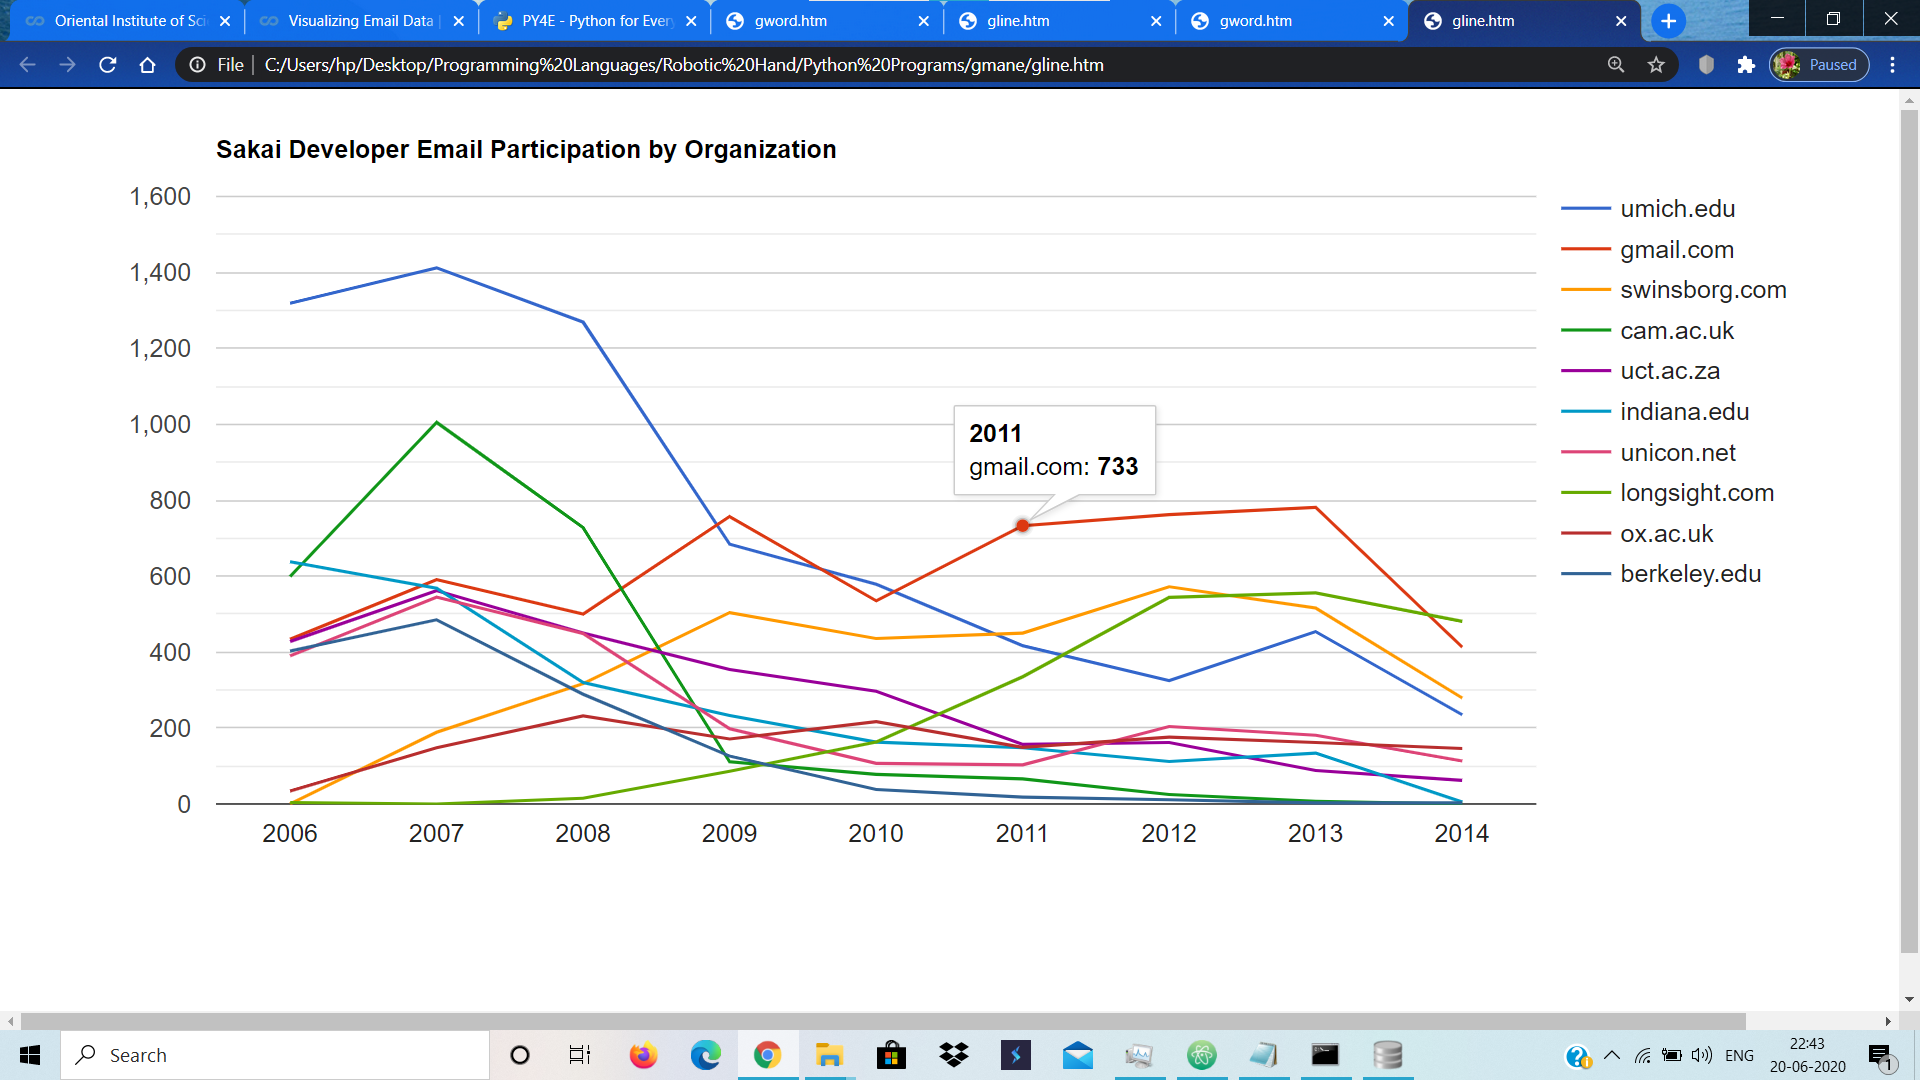 Oriental Institute of Sci
Visualizing Email Data |
PY4E - Python for Every
gword.htm
gline.htm
gword.htm
gline.htm
File | C:/Users/hp/Desktop/Programming%20Languages/Robotic%20Hand/Python%20Programs/gmane/gline.htm
Paused
Sakai Developer Email Participation by Organization
1,600
1,400
1,200
1,000
800
600
400
200
0
2006 2007 2008 2009 2010 2011 2012 2013 2014
2011
gmail.com: 733
umich.edu
gmail.com
swinsborg.com
cam.ac.uk
uct.ac.za
indiana.edu
unicon.net
longsight.com
ox.ac.uk
berkeley.edu
Search
ENG
22:43
20-06-2020
1